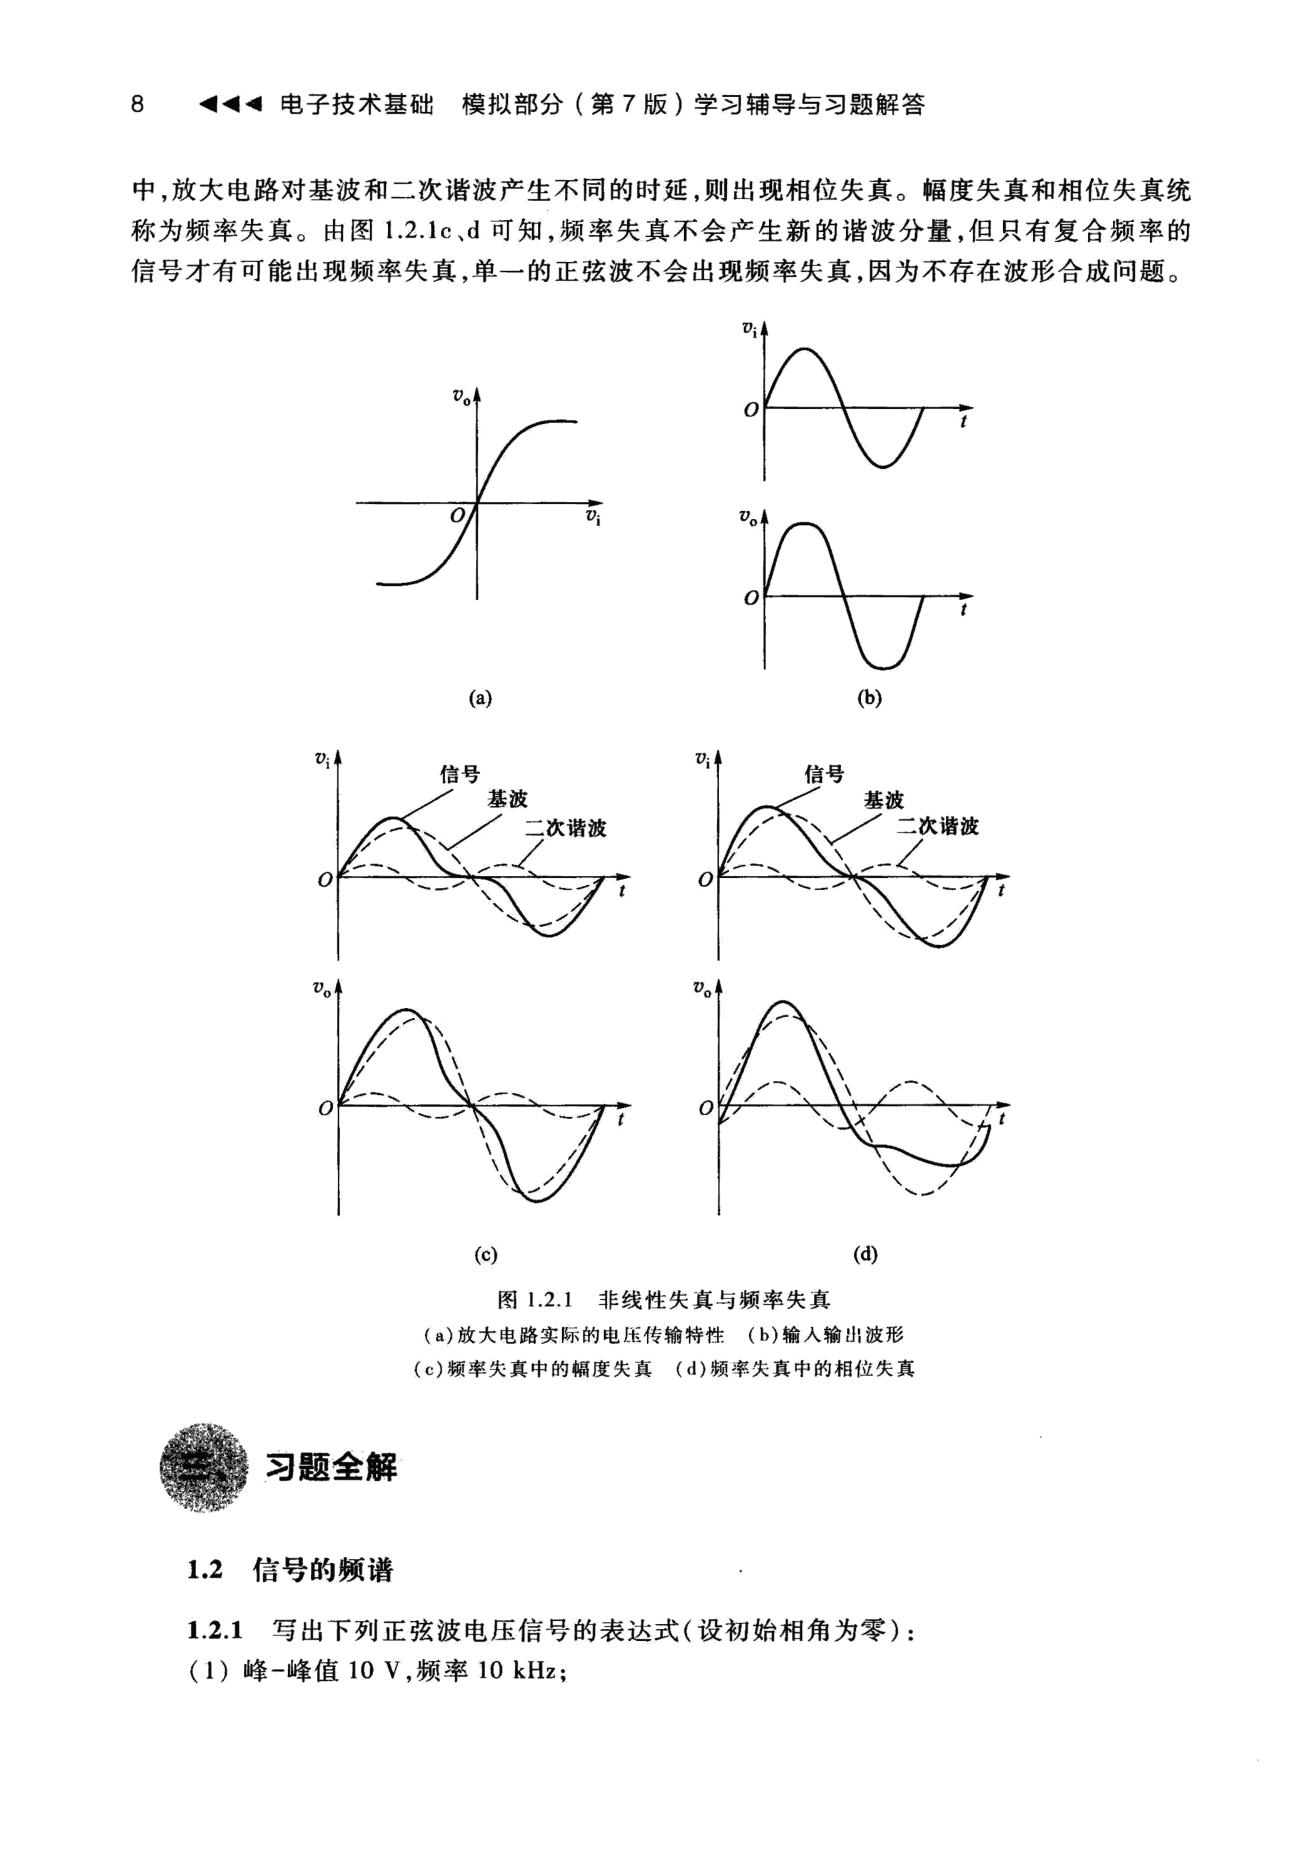 8 ◀◀◀ 电子技术基础 模拟部分(第7版)学习辅导与习题解答
中,放大电路对基波和二次谐波产生不同的时延,则出现相位失真。幅度失真和相位失真统
称为频率失真。由图 1.2.1c、d 可知,频率失真不会产生新的谐波分量,但只有复合频率的
信号才有可能出现频率失真,单一的正弦波不会出现频率失真,因为不存在波形合成问题。
vo
O
vi
(a)
vi
O
t
vo
O
t
(b)
vi
信号
基波
二次谐波
O
t
vo
O
t
(c)
vi
信号
基波
二次谐波
O
t
vo
O
t
(d)
图 1.2.1 非线性失真与频率失真
(a)放大电路实际的电压传输特性 (b)输入输出波形
(c)频率失真中的幅度失真 (d)频率失真中的相位失真
三、习题全解
1.2 信号的频谱
1.2.1 写出下列正弦波电压信号的表达式(设初始相角为零):
(1) 峰-峰值 10 V,频率 10 kHz;